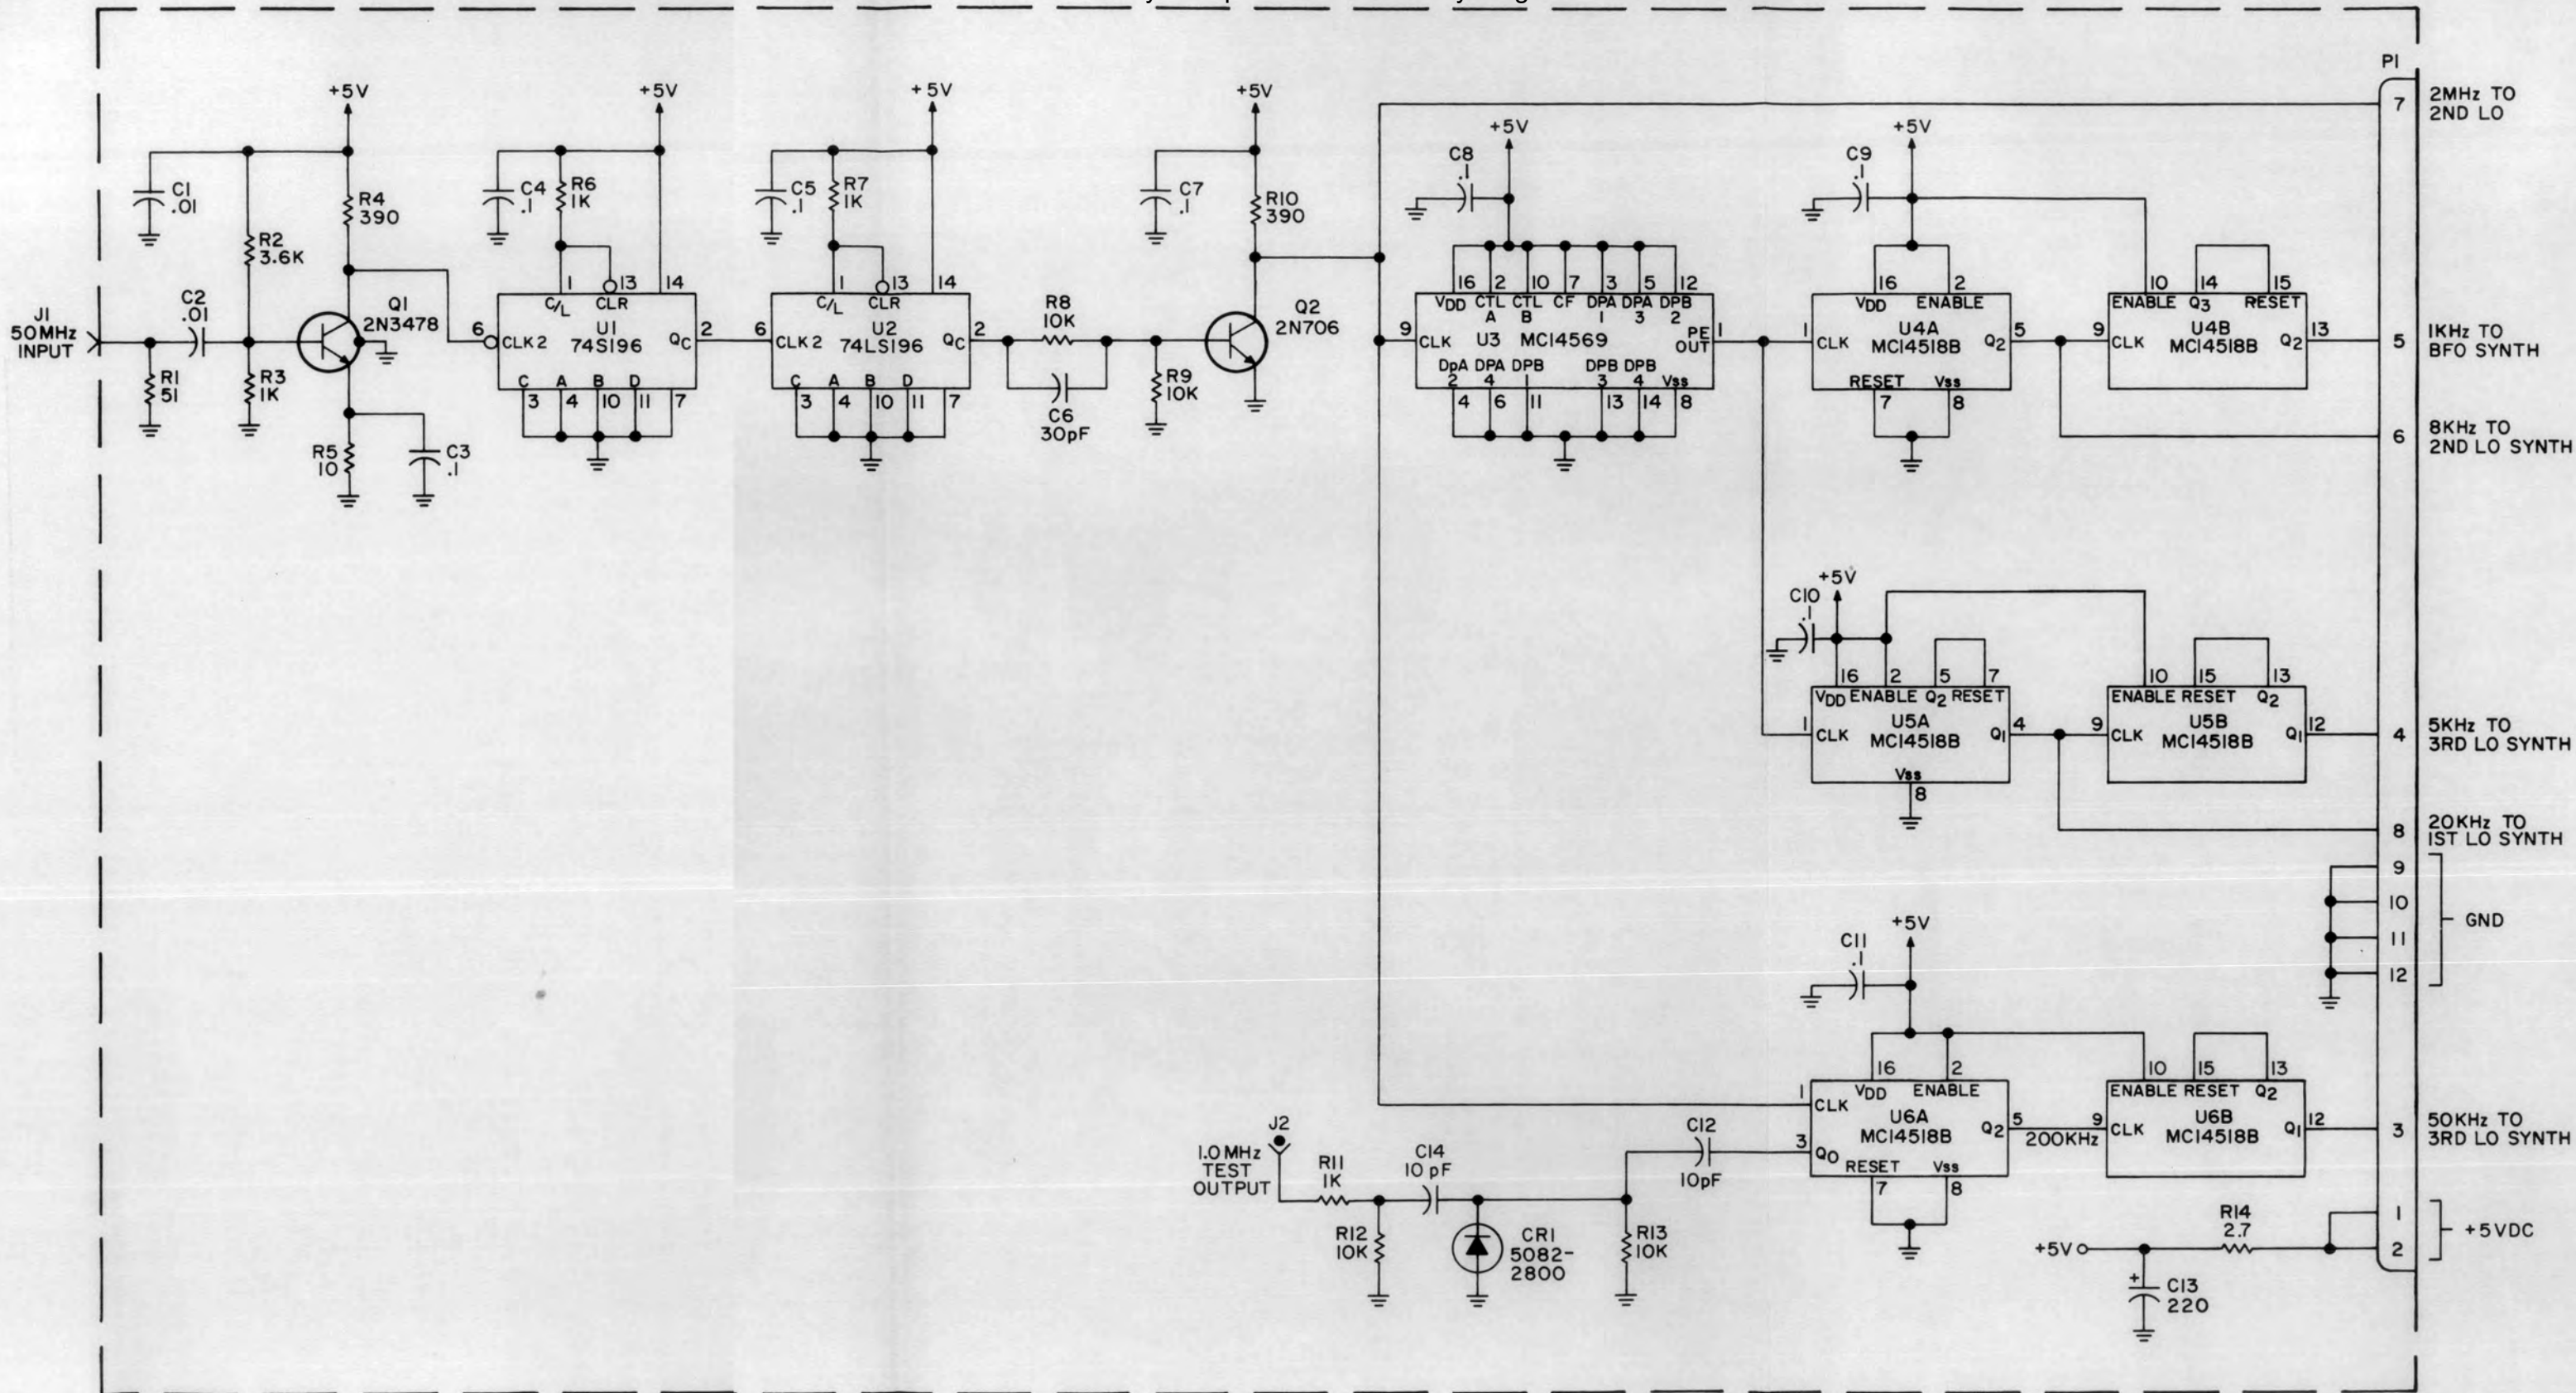 P1
+5V
+5V
+5V
+5V
7
2MHz TO
2ND LO
+5V
+5V
C1
.01
R4
390
C4
.1
R6
1K
C5
.1
R7
1K
C7
.1
R10
390
C8
.1
C9
.1
R2
3.6K
1
13
14
C/L
CLR
1
13
14
C/L
CLR
16
2
10
7
3
5
12
VDD
CTL
A
CTL
B
CF
DPA
1
DPA
3
DPB
2
16
2
VDD
ENABLE
10
14
15
ENABLE
Q3
RESET
J1
50MHz
INPUT
C2
.01
Q1
2N3478
6
CLK 2
U1
74S196
QC
2
6
CLK 2
U2
74LS196
QC
2
R8
10K
Q2
2N706
9
CLK
U3
MC14569
PE
OUT
1
1
CLK
U4A
MC14518B
Q2
5
9
CLK
U4B
MC14518B
Q2
13
5
1KHz TO
BFO SYNTH
R1
51
R3
1K
C
A
B
D
3
4
10
11
7
C
A
B
D
3
4
10
11
7
C6
30pF
R9
10K
DpA
2
DPA
4
DPB
1
DPB
3
DPB
4
Vss
4
6
11
13
14
8
RESET
Vss
7
8
6
8KHz TO
2ND LO SYNTH
R5
10
C3
.1
+5V
C10
.1
16
2
5
7
VDD
ENABLE
Q2
RESET
10
15
13
ENABLE
RESET
Q2
1
CLK
U5A
MC14518B
Q1
4
9
CLK
U5B
MC14518B
Q1
12
4
5KHz TO
3RD LO SYNTH
Vss
8
8
20KHz TO
1ST LO SYNTH
9
10
11
12
GND
+5V
C11
.1
16
2
VDD
ENABLE
10
15
13
ENABLE
RESET
Q2
1
CLK
U6A
MC14518B
Q2
5
200KHz
9
CLK
U6B
MC14518B
Q1
12
3
50KHz TO
3RD LO SYNTH
3
Q0
RESET
Vss
7
8
J2
1.0 MHz
TEST
OUTPUT
R11
1K
C14
10 pF
C12
10pF
R12
10K
CR1
5082-
2800
R13
10K
+5V
R14
2.7
1
2
+5VDC
+
C13
220